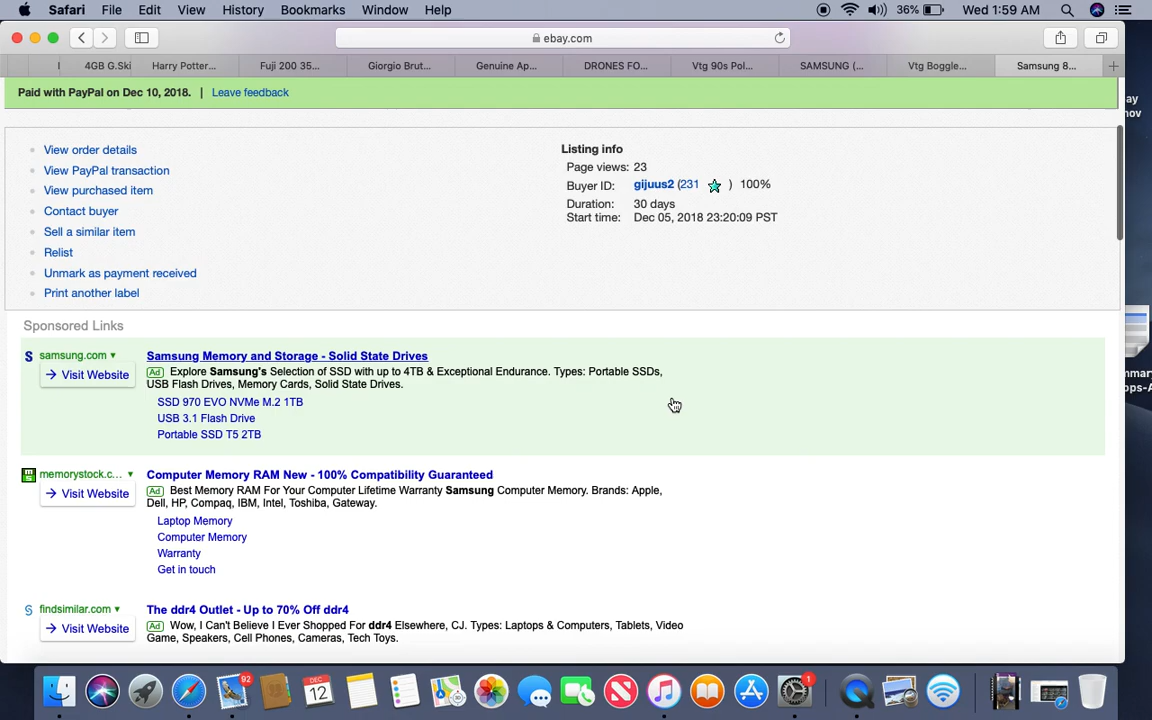 Safari File Edit View History Bookmarks Window Help 36% Wed 1:59 AM
ebay.com
4GB G.Ski Harry Potter... Fuji 200 35... Giorgio Brut... Genuine Ap... DRONES FO... Vtg 90s Pol... SAMSUNG (... Vtg Boggle... Samsung 8... +
Paid with PayPal on Dec 10, 2018. | Leave feedback
View order details
View PayPal transaction
View purchased item
Contact buyer
Sell a similar item
Relist
Unmark as payment received
Print another label
Listing info
Page views: 23
Buyer ID: gijuus2 (231 ) 100%
Duration: 30 days
Start time: Dec 05, 2018 23:20:09 PST
Sponsored Links
samsung.com
Visit Website
Samsung Memory and Storage - Solid State Drives
Ad Explore Samsung's Selection of SSD with up to 4TB & Exceptional Endurance. Types: Portable SSDs,
USB Flash Drives, Memory Cards, Solid State Drives.
SSD 970 EVO NVMe M.2 1TB
USB 3.1 Flash Drive
Portable SSD T5 2TB
memorystock.c...
Visit Website
Computer Memory RAM New - 100% Compatibility Guaranteed
Ad Best Memory RAM For Your Computer Lifetime Warranty Samsung Computer Memory. Brands: Apple,
Dell, HP, Compaq, IBM, Intel, Toshiba, Gateway.
Laptop Memory
Computer Memory
Warranty
Get in touch
findsimilar.com
Visit Website
The ddr4 Outlet - Up to 70% Off ddr4
Ad Wow, I Can't Believe I Ever Shopped For ddr4 Elsewhere, CJ. Types: Laptops & Computers, Tablets, Video
Game, Speakers, Cell Phones, Cameras, Tech Toys.
ay
nov
mmar
ops-A
92
DEC
12
1